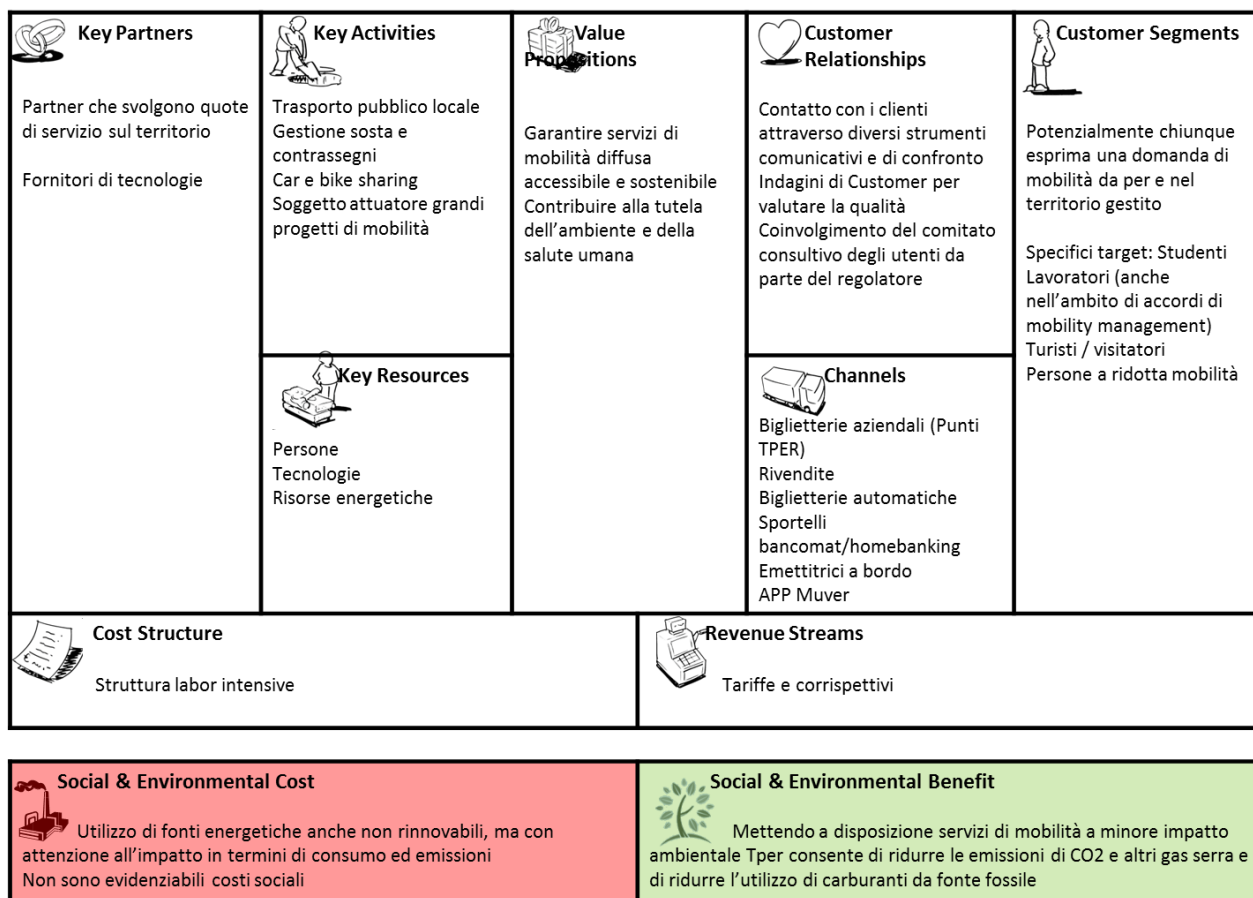 Key Partners
Partner che svolgono quote
di servizio sul territorio
Fornitori di tecnologie
Key Activities
Trasporto pubblico locale
Gestione sosta e
contrassegni
Car e bike sharing
Soggetto attuatore grandi
progetti di mobilità
Key Resources
Persone
Tecnologie
Risorse energetiche
Value
Propositions
Garantire servizi di
mobilità diffusa
accessibile e sostenibile
Contribuire alla tutela
dell’ambiente e della
salute umana
Customer
Relationships
Contatto con i clienti
attraverso diversi strumenti
comunicativi e di confronto
Indagini di Customer per
valutare la qualità
Coinvolgimento del comitato
consultivo degli utenti da
parte del regolatore
Channels
Biglietterie aziendali (Punti
TPER)
Rivendite
Biglietterie automatiche
Sportelli
bancomat/homebanking
Emettitrici a bordo
APP Muver
Customer Segments
Potenzialmente chiunque
esprima una domanda di
mobilità da per e nel
territorio gestito
Specifici target: Studenti
Lavoratori (anche
nell’ambito di accordi di
mobility management)
Turisti / visitatori
Persone a ridotta mobilità
Cost Structure
Struttura labor intensive
Revenue Streams
Tariffe e corrispettivi
Social & Environmental Cost
Utilizzo di fonti energetiche anche non rinnovabili, ma con
attenzione all’impatto in termini di consumo ed emissioni
Non sono evidenziabili costi sociali
Social & Environmental Benefit
Mettendo a disposizione servizi di mobilità a minore impatto
ambientale Tper consente di ridurre le emissioni di CO2 e altri gas serra e
di ridurre l’utilizzo di carburanti da fonte fossile